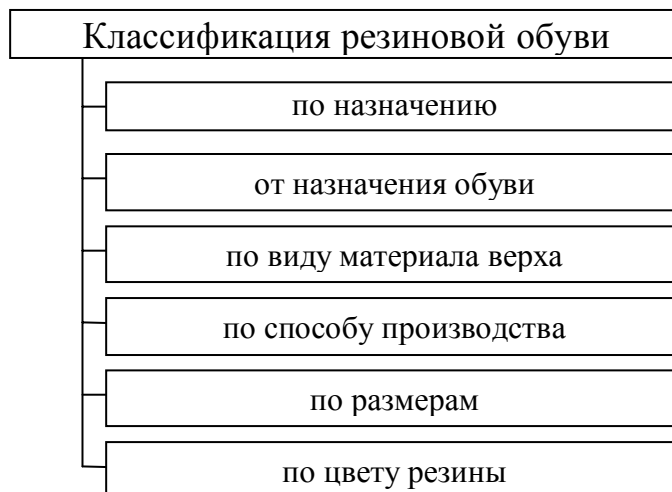 Классификация резиновой обуви
по назначению
от назначения обуви
по виду материала верха
по способу производства
по размерам
по цвету резины